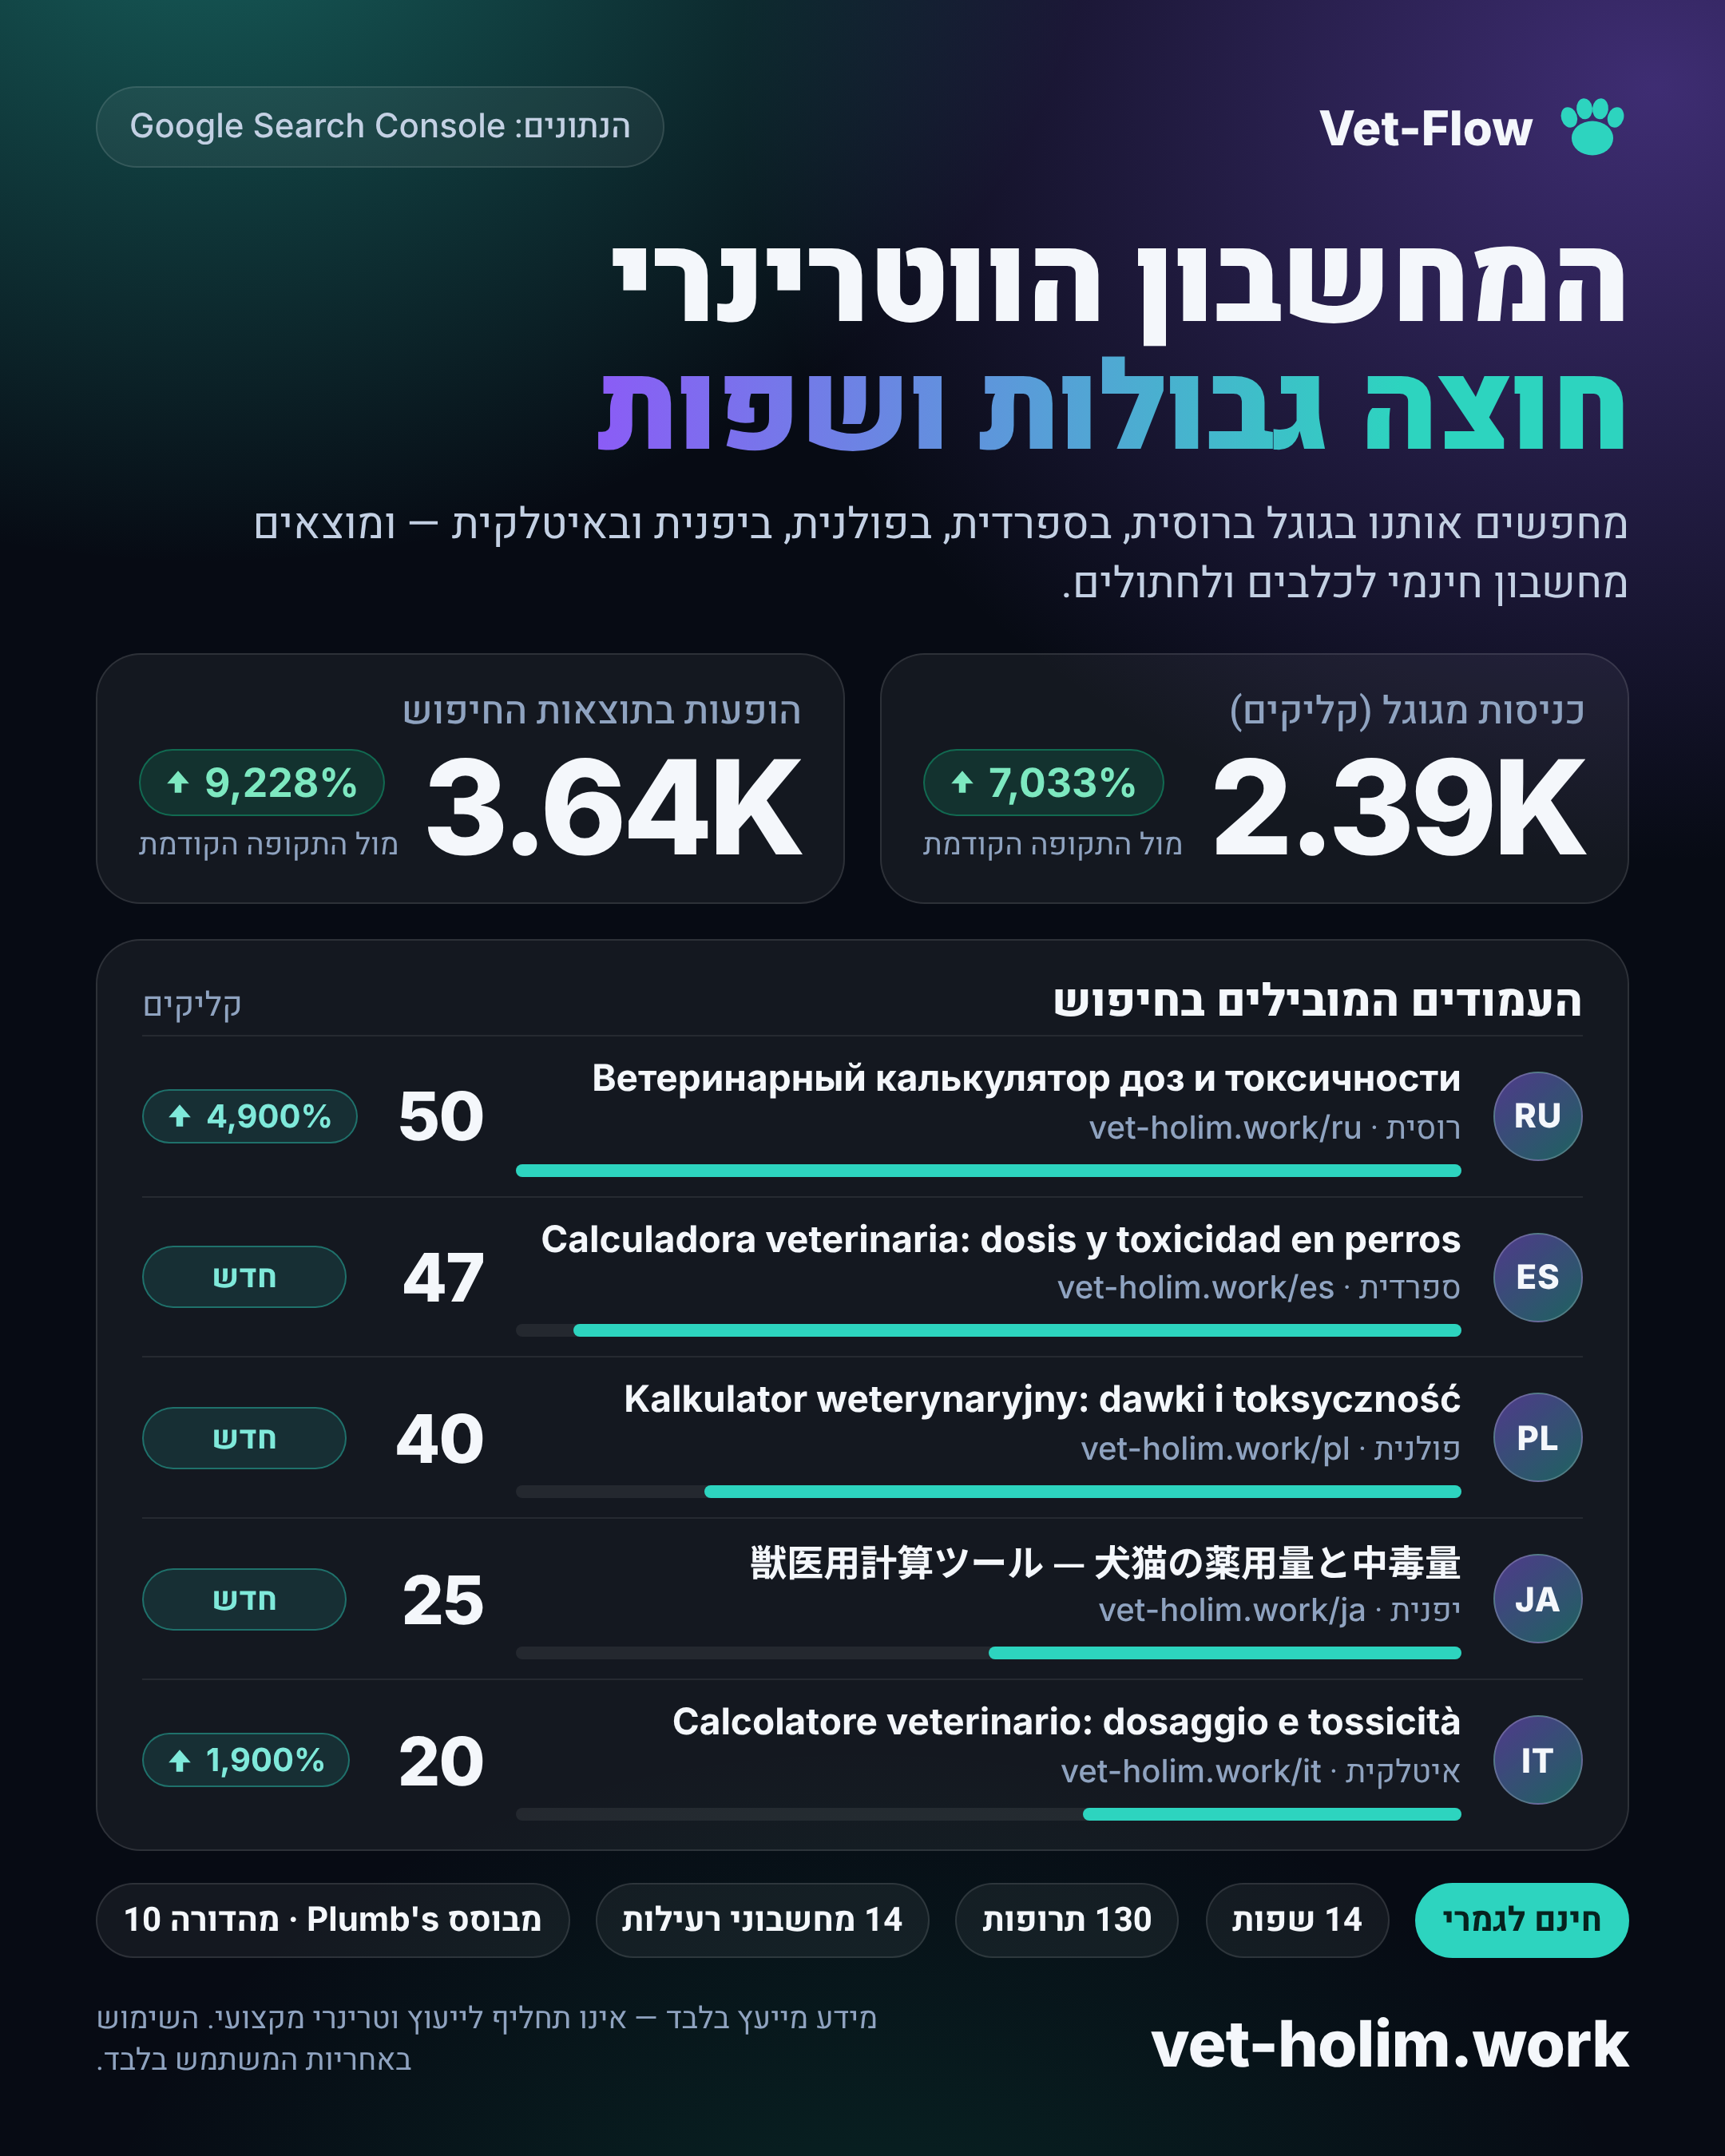 Vet-Flow
הנתונים: Google Search Console
המחשבון הווטרינרי
חוצה גבולות ושפות
מחפשים אותנו בגוגל ברוסית, בספרדית, בפולנית, ביפנית ובאיטלקית — ומוצאים
מחשבון חינמי לכלבים ולחתולים.
כניסות מגוגל (קליקים)
2.39K
7,033%
מול התקופה הקודמת
הופעות בתוצאות החיפוש
3.64K
9,228%
מול התקופה הקודמת
העמודים המובילים בחיפוש
קליקים
RU
Ветеринарный калькулятор доз и токсичности
רוסית · vet-holim.work/ru
50
4,900%
ES
Calculadora veterinaria: dosis y toxicidad en perros
ספרדית · vet-holim.work/es
47
חדש
PL
Kalkulator weterynaryjny: dawki i toksyczność
פולנית · vet-holim.work/pl
40
חדש
JA
獣医用計算ツール — 犬猫の薬用量と中毒量
יפנית · vet-holim.work/ja
25
חדש
IT
Calcolatore veterinario: dosaggio e tossicità
איטלקית · vet-holim.work/it
20
1,900%
חינם לגמרי
14 שפות
130 תרופות
14 מחשבוני רעילות
מבוסס Plumb's · מהדורה 10
vet-holim.work
מידע מייעץ בלבד — אינו תחליף לייעוץ וטרינרי מקצועי. השימוש
באחריות המשתמש בלבד.